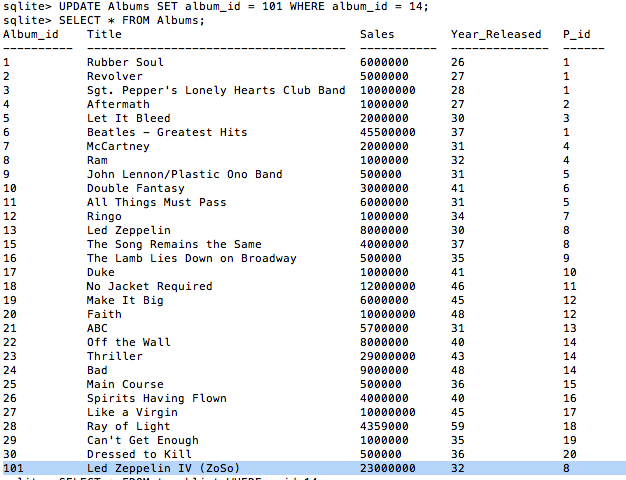 sqlite> UPDATE Albums SET album_id = 101 WHERE album_id = 14;
sqlite> SELECT * FROM Albums;
Album_id    Title                                 Sales       Year_Released   P_id
----------  ------------------------------------  ----------  --------------  ------
1           Rubber Soul                           6000000     26              1
2           Revolver                              5000000     27              1
3           Sgt. Pepper's Lonely Hearts Club Band  10000000    28              1
4           Aftermath                             1000000     27              2
5           Let It Bleed                          2000000     30              3
6           Beatles - Greatest Hits               45500000    37              1
7           McCartney                             2000000     31              4
8           Ram                                   1000000     32              4
9           John Lennon/Plastic Ono Band          500000      31              5
10          Double Fantasy                        3000000     41              6
11          All Things Must Pass                  6000000     31              5
12          Ringo                                 1000000     34              7
13          Led Zeppelin                          8000000     30              8
15          The Song Remains the Same             4000000     37              8
16          The Lamb Lies Down on Broadway        500000      35              9
17          Duke                                  1000000     41              10
18          No Jacket Required                    12000000    46              11
19          Make It Big                           6000000     45              12
20          Faith                                 10000000    48              12
21          ABC                                   5700000     31              13
22          Off the Wall                          8000000     40              14
23          Thriller                              29000000    43              14
24          Bad                                   9000000     48              14
25          Main Course                           500000      36              15
26          Spirits Having Flown                  4000000     40              16
27          Like a Virgin                         10000000    45              17
28          Ray of Light                          4359000     59              18
29          Can't Get Enough                      1000000     35              19
30          Dressed to Kill                       500000      36              20
101         Led Zeppelin IV (ZoSo)                23000000    32              8